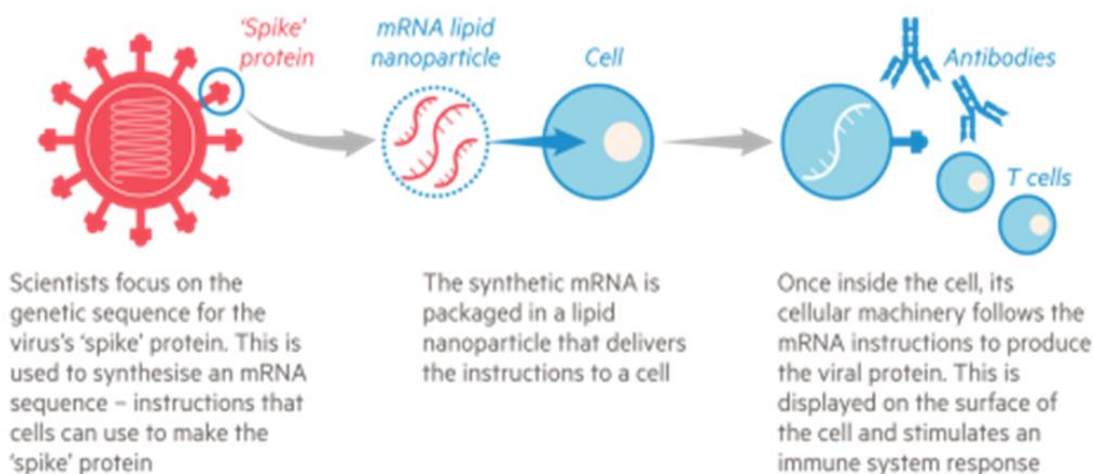 ‘Spike’
protein
mRNA lipid
nanoparticle
Cell
Antibodies
T cells
Scientists focus on the
genetic sequence for the
virus’s ‘spike’ protein. This is
used to synthesise an mRNA
sequence – instructions that
cells can use to make the
‘spike’ protein
The synthetic mRNA is
packaged in a lipid
nanoparticle that delivers
the instructions to a cell
Once inside the cell, its
cellular machinery follows the
mRNA instructions to produce
the viral protein. This is
displayed on the surface of
the cell and stimulates an
immune system response